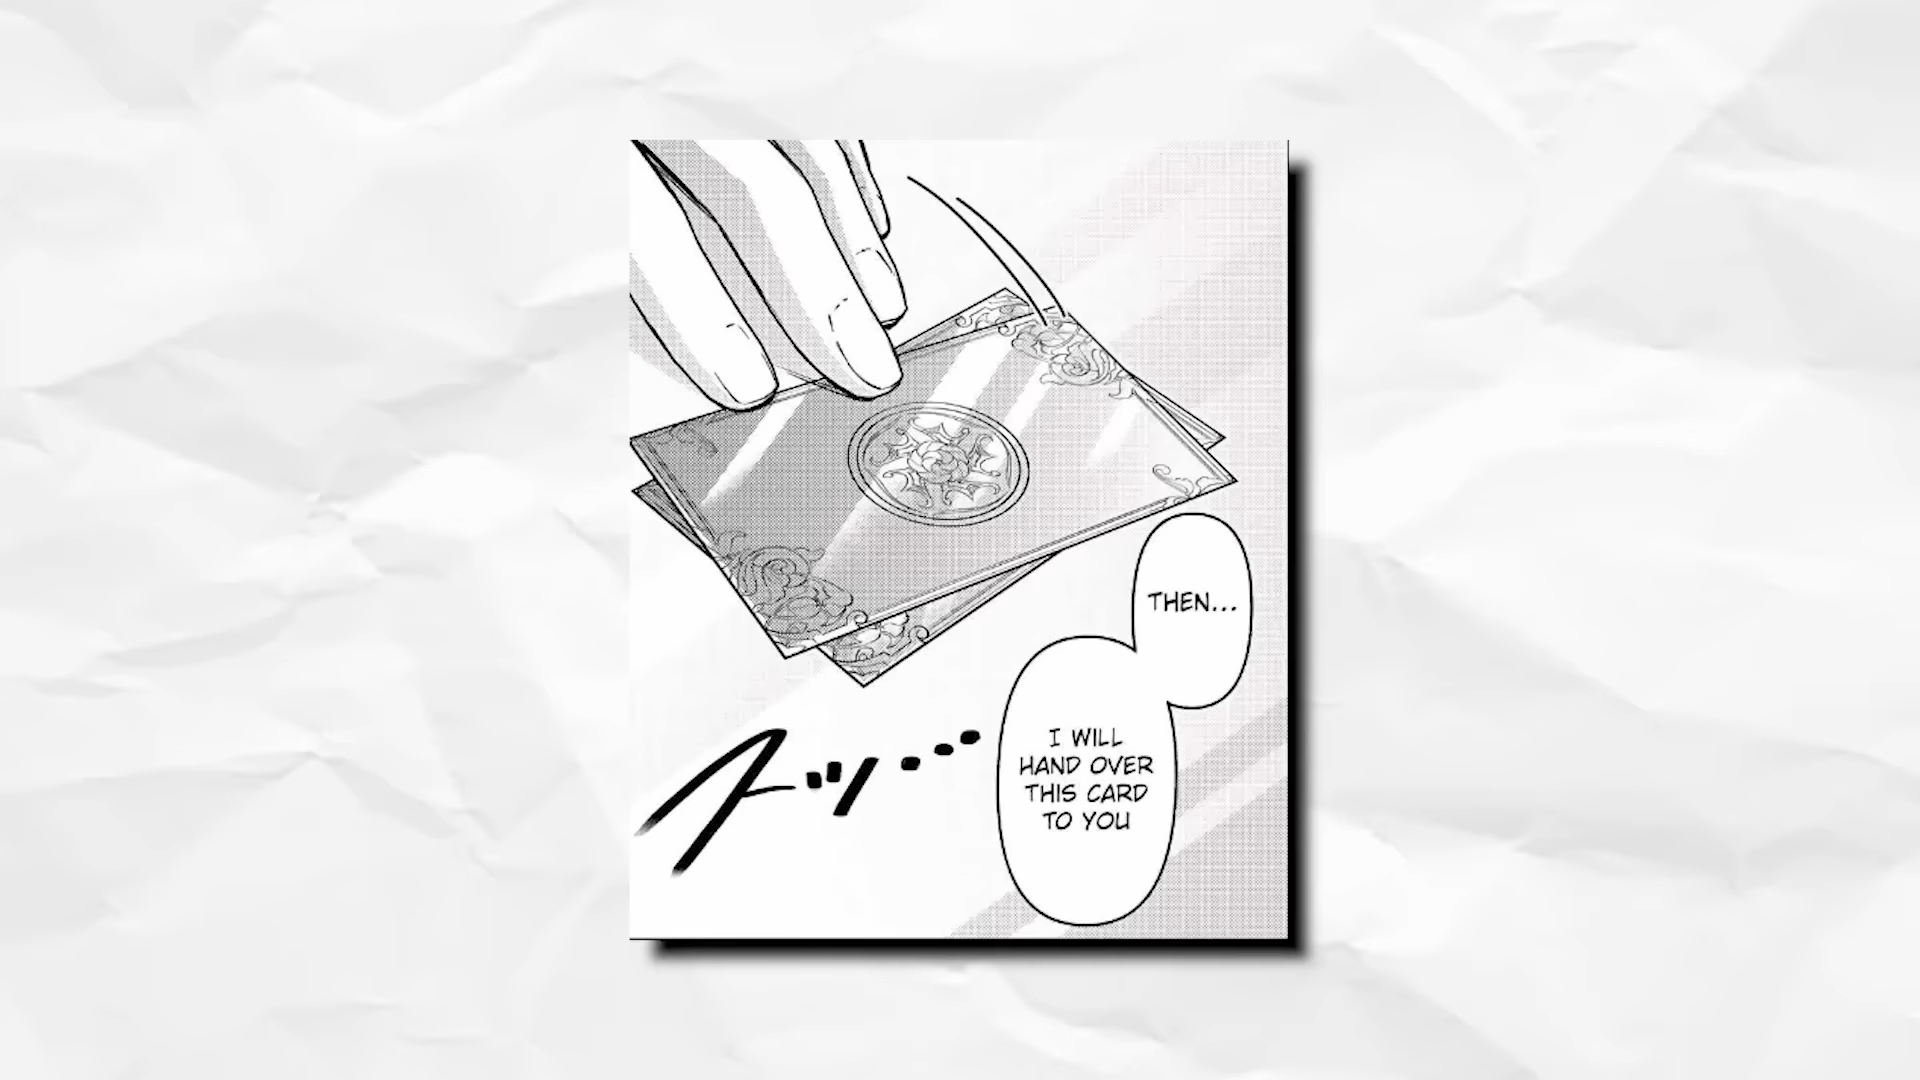 THEN...
I WILL
HAND OVER
THIS CARD
TO YOU
スッ…